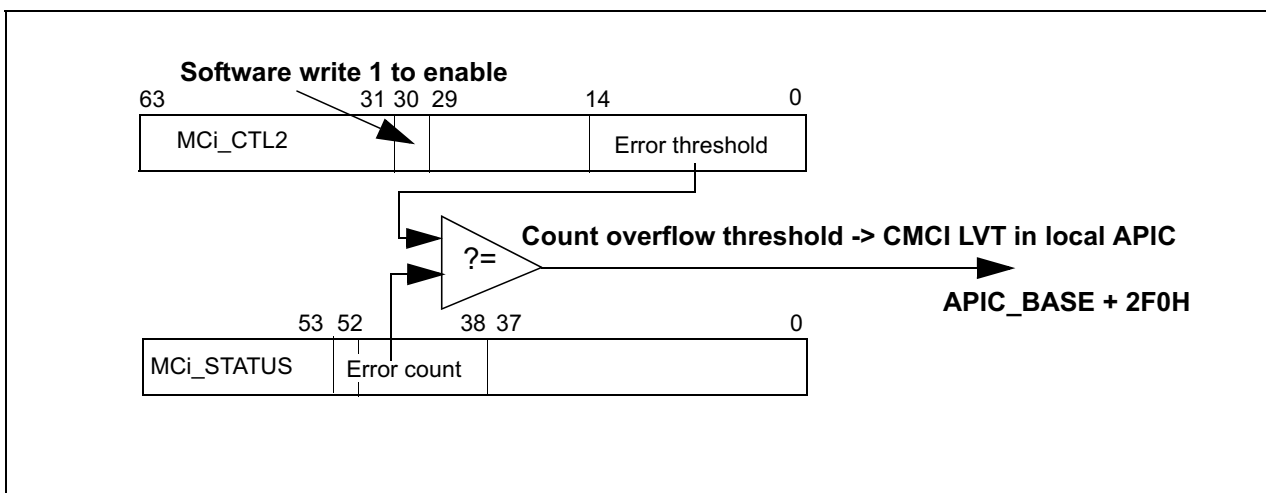 Software write 1 to enable
63 31 30 29 14 0
MCi_CTL2 Error threshold
?=
Count overflow threshold -> CMCI LVT in local APIC
APIC_BASE + 2F0H
53 52 38 37 0
MCi_STATUS Error count